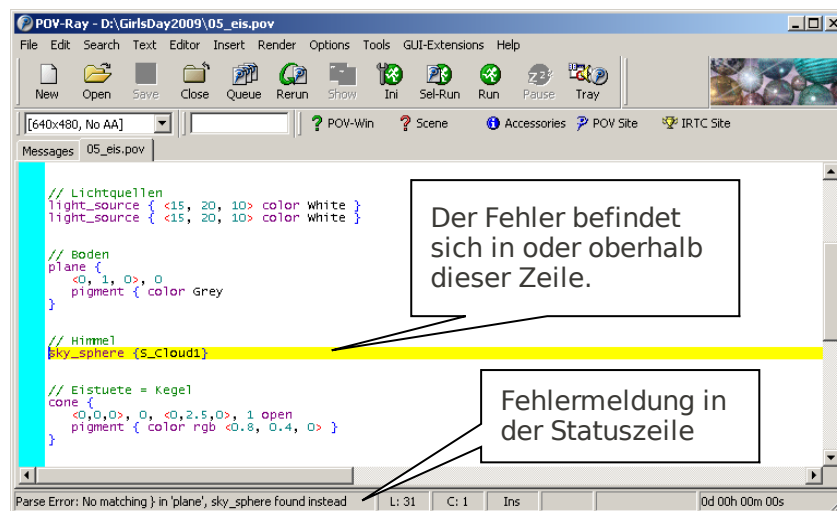 POV-Ray - D:\GirlsDay2009\05_eis.pov
File Edit Search Text Editor Insert Render Options Tools GUI-Extensions Help
New Open Save Close Queue Rerun Show Ini Sel-Run Run Pause Tray
[640x480, No AA] ? POV-Win ? Scene Accessories POV Site IRTC Site
Messages 05_eis.pov
// Lichtquellen
light_source { <15, 20, 10> color White }
light_source { <15, 20, 10> color White }
// Boden
plane {
<0, 1, 0>, 0
pigment { color Grey
}
// Himmel
sky_sphere {S_Cloud1}
// Eistuete = Kegel
cone {
<0,0,0>, 0, <0,2.5,0>, 1 open
pigment { color rgb <0.8, 0.4, 0> }
}
Der Fehler befindet
sich in oder oberhalb
dieser Zeile.
Fehlermeldung in
der Statuszeile
Parse Error: No matching } in 'plane', sky_sphere found instead L: 31 C: 1 Ins 0d 00h 00m 00s